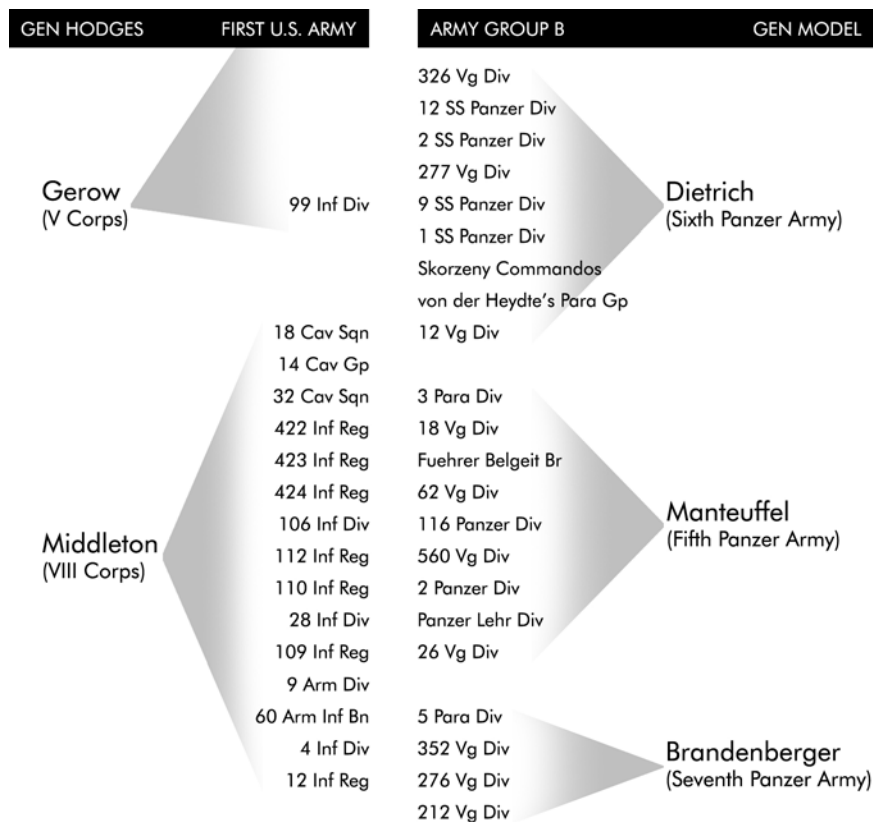 GEN HODGES FIRST U.S. ARMY
Gerow
(V Corps)
99 Inf Div
Middleton
(VIII Corps)
18 Cav Sqn
14 Cav Gp
32 Cav Sqn
422 Inf Reg
423 Inf Reg
424 Inf Reg
106 Inf Div
112 Inf Reg
110 Inf Reg
28 Inf Div
109 Inf Reg
9 Arm Div
60 Arm Inf Bn
4 Inf Div
12 Inf Reg
ARMY GROUP B GEN MODEL
326 Vg Div
12 SS Panzer Div
2 SS Panzer Div
277 Vg Div
9 SS Panzer Div
1 SS Panzer Div
Skorzeny Commandos
von der Heydte's Para Gp
12 Vg Div
Dietrich
(Sixth Panzer Army)
3 Para Div
18 Vg Div
Fuehrer Belgeit Br
62 Vg Div
116 Panzer Div
560 Vg Div
2 Panzer Div
Panzer Lehr Div
26 Vg Div
Manteuffel
(Fifth Panzer Army)
5 Para Div
352 Vg Div
276 Vg Div
212 Vg Div
Brandenberger
(Seventh Panzer Army)